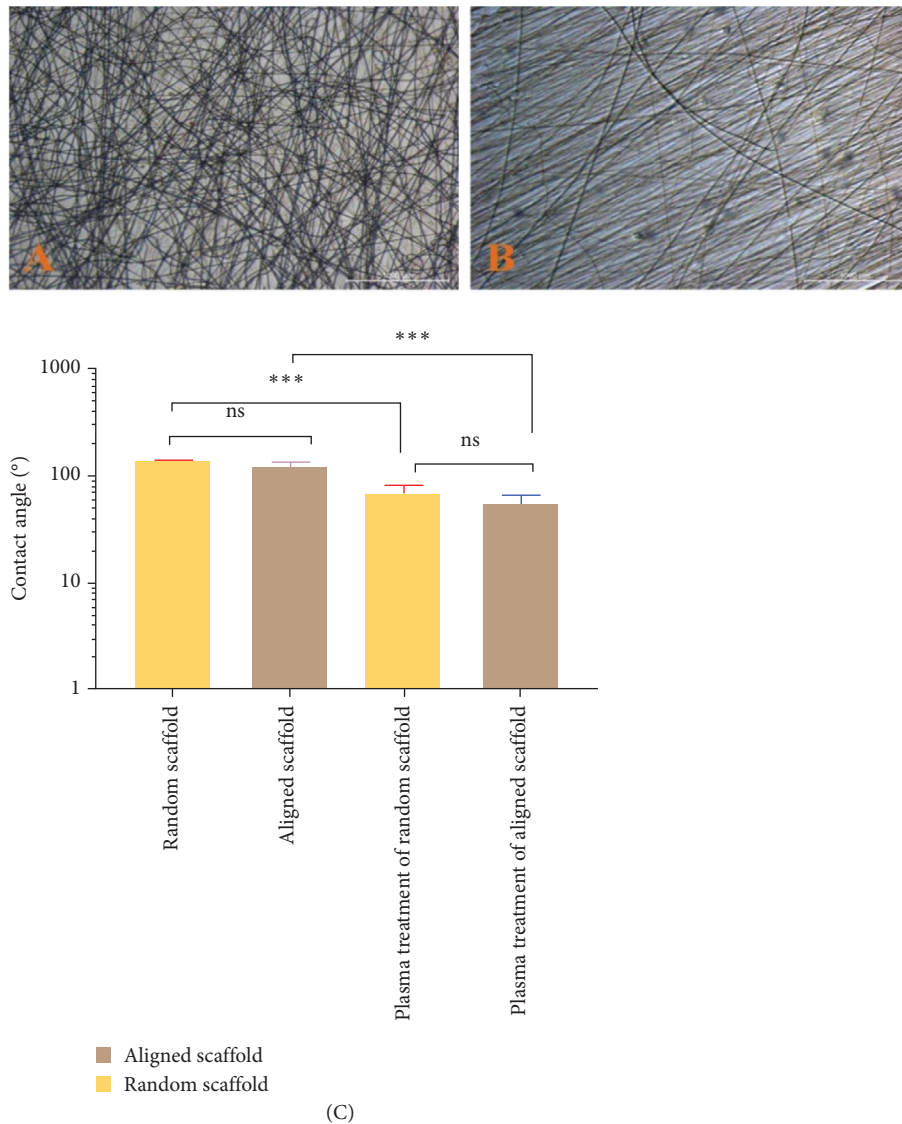 A
B
***
***
ns
ns
1000
100
10
1
Contact angle (°)
Random scaffold
Aligned scaffold
Plasma treatment of random scaffold
Plasma treatment of aligned scaffold
Aligned scaffold
Random scaffold
(C)